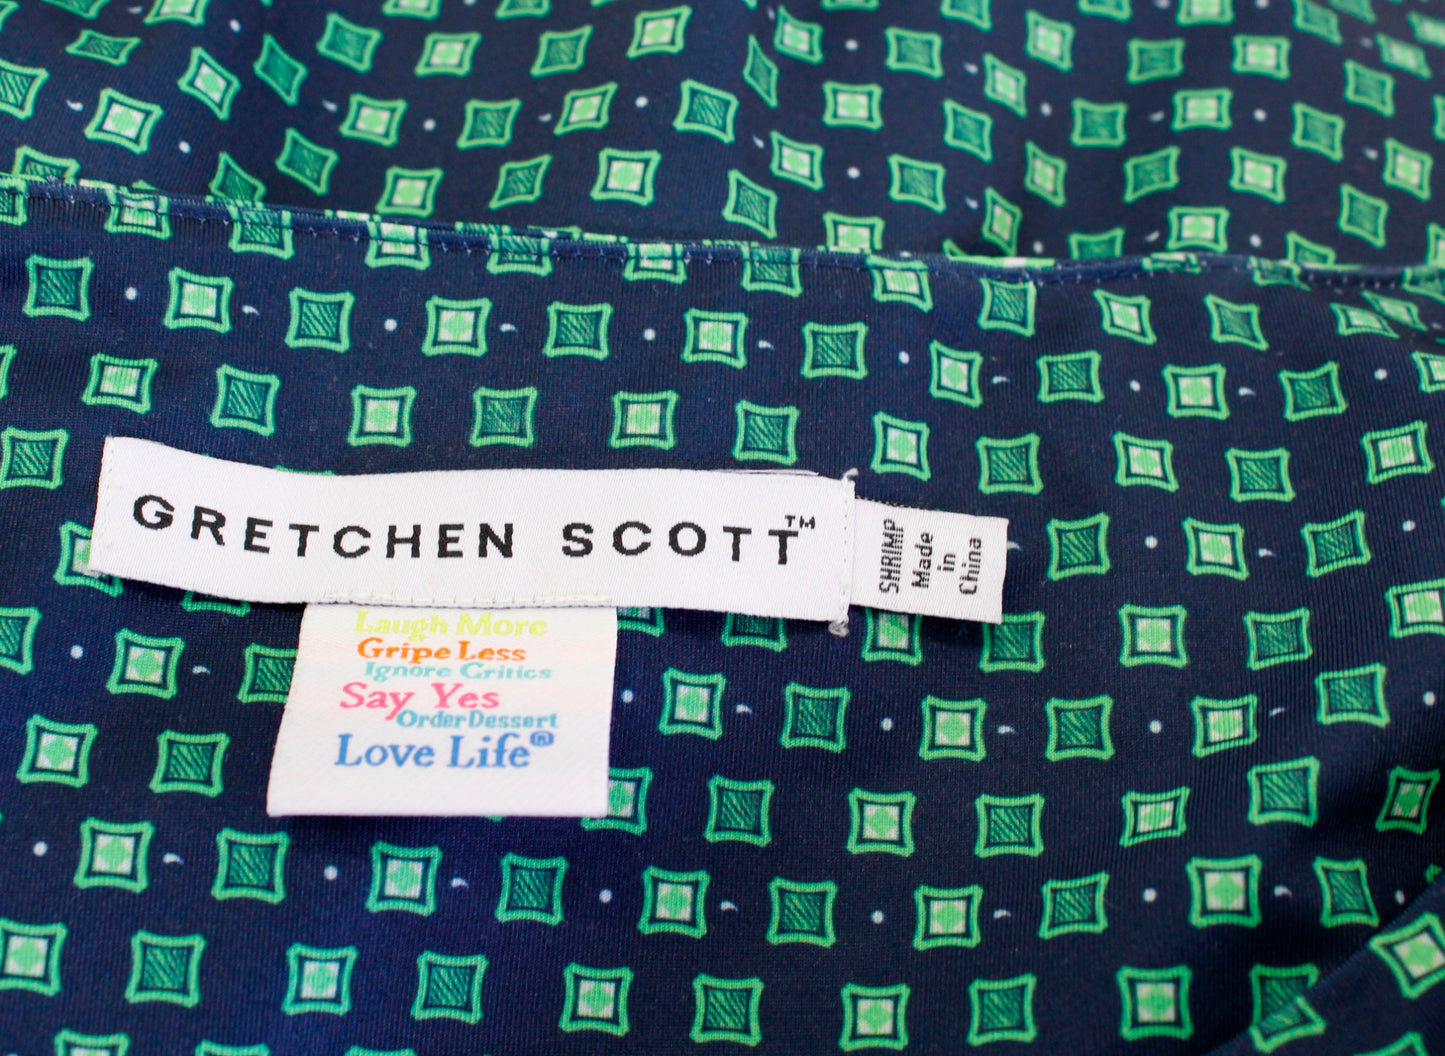 GRETCHEN SCOTT™
SHRIMP
Made
in
China
Laugh More
Gripe Less
Ignore Critics
Say Yes
Order Dessert
Love Life®